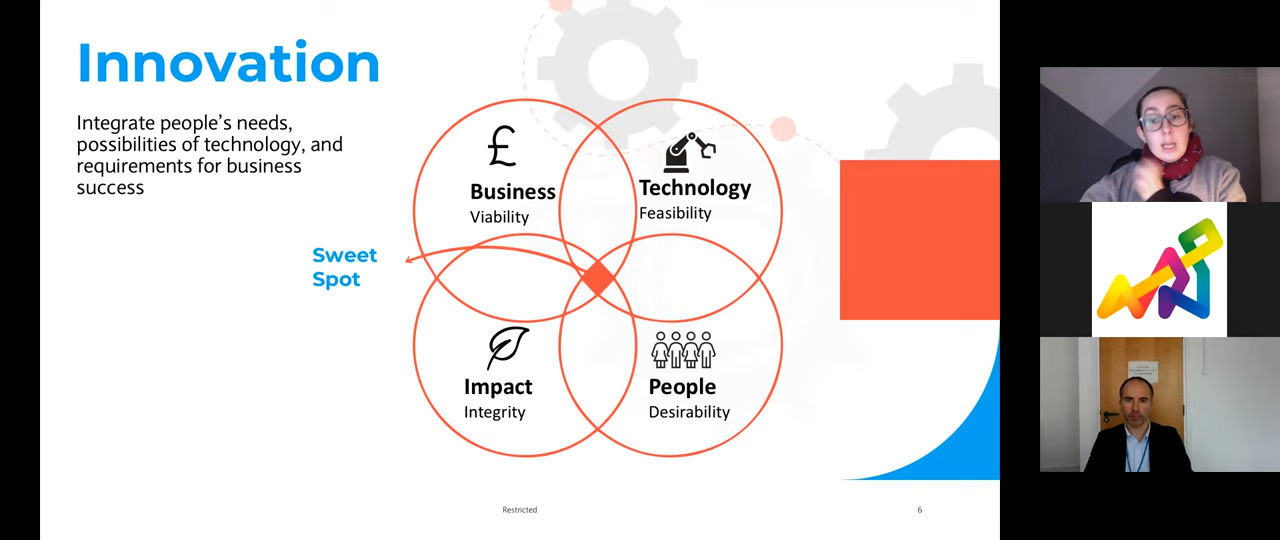 Innovation
Integrate people's needs,
possibilities of technology, and
requirements for business
success
£
Business
Viability
Technology
Feasibility
Sweet
Spot
Impact
Integrity
People
Desirability
Restricted
6